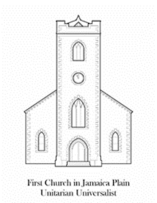 First Church in Jamaica Plain
Unitarian Universalist